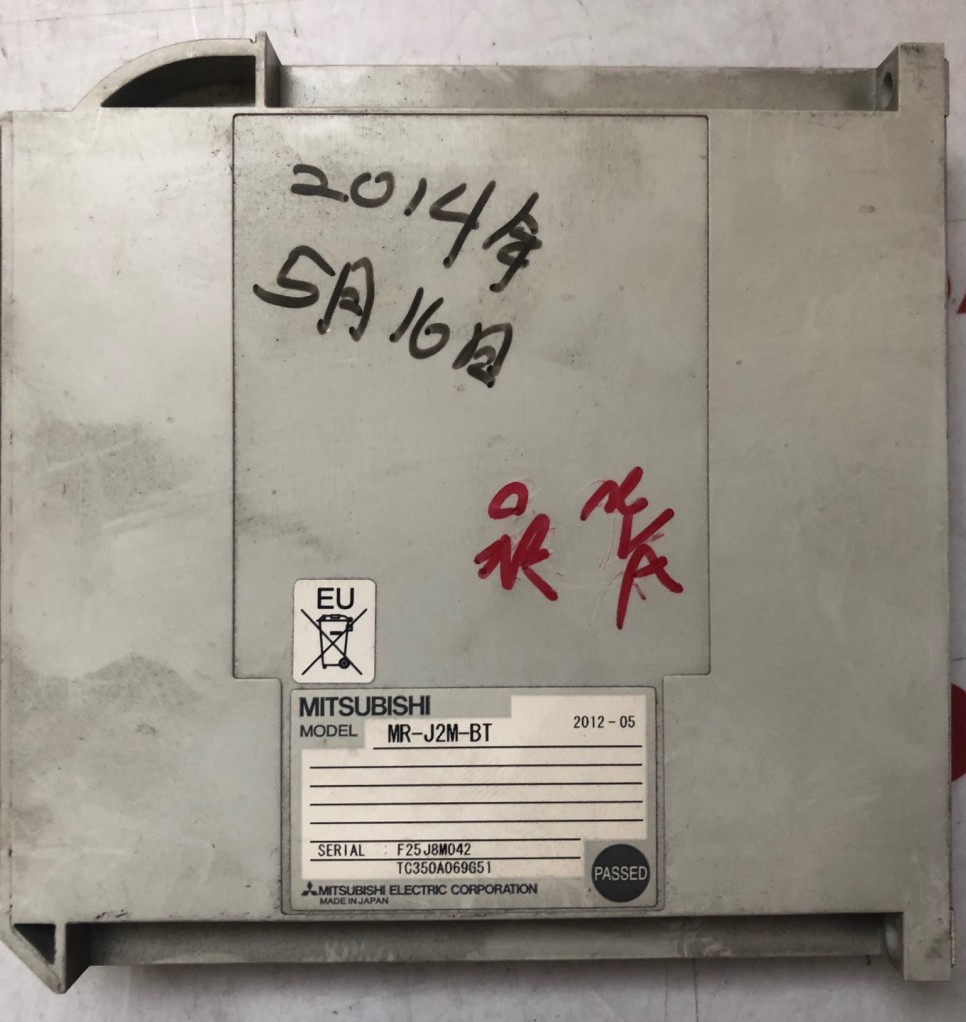 2014年
5月16日
EU
MITSUBISHI
MODEL MR-J2M-BT 2012-05
SERIAL : F25J8M042
TC350A069G51
PASSED
MITSUBISHI ELECTRIC CORPORATION
MADE IN JAPAN